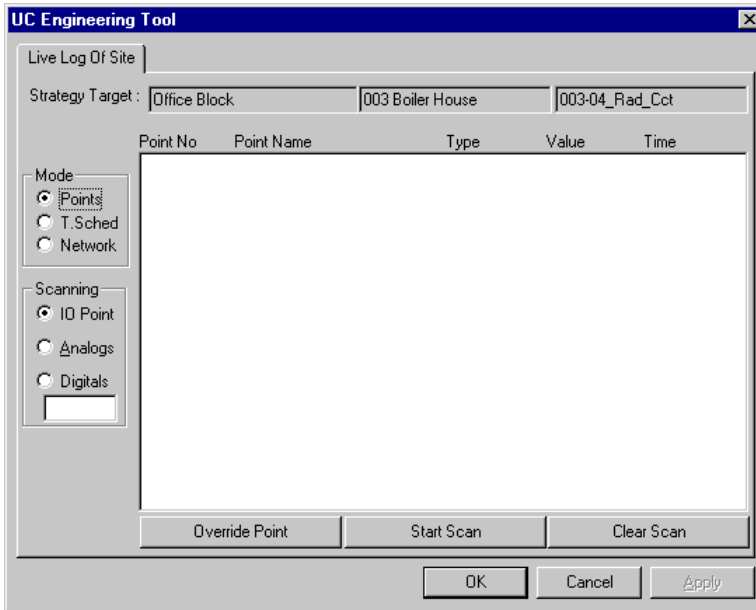 UC Engineering Tool
Live Log Of Site
Strategy Target : Office Block 003 Boiler House 003-04_Rad_Cct
Point No Point Name Type Value Time
Mode
Points
T.Sched
Network
Scanning
IO Point
Analogs
Digitals
Override Point Start Scan Clear Scan
OK Cancel Apply